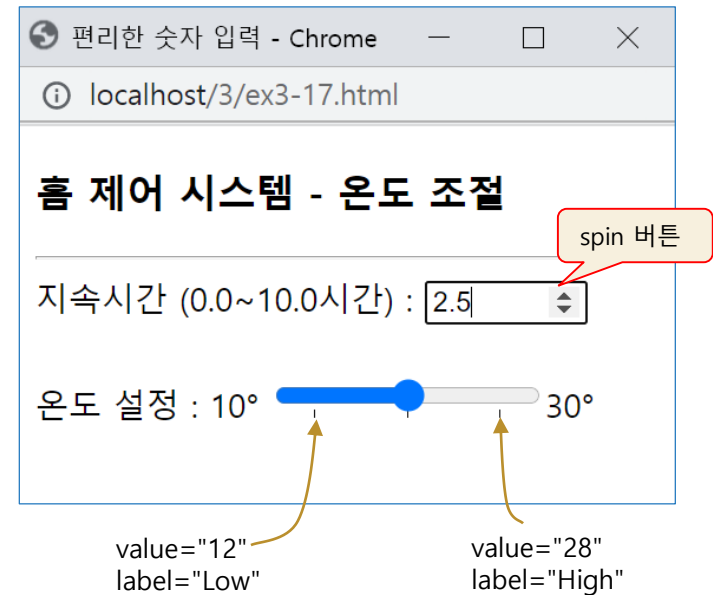 편리한 숫자 입력 - Chrome
localhost/3/ex3-17.html
홈 제어 시스템 - 온도 조절
spin 버튼
지속시간 (0.0~10.0시간) : 2.5
온도 설정 : 10° 30°
value="12"
label="Low"
value="28"
label="High"